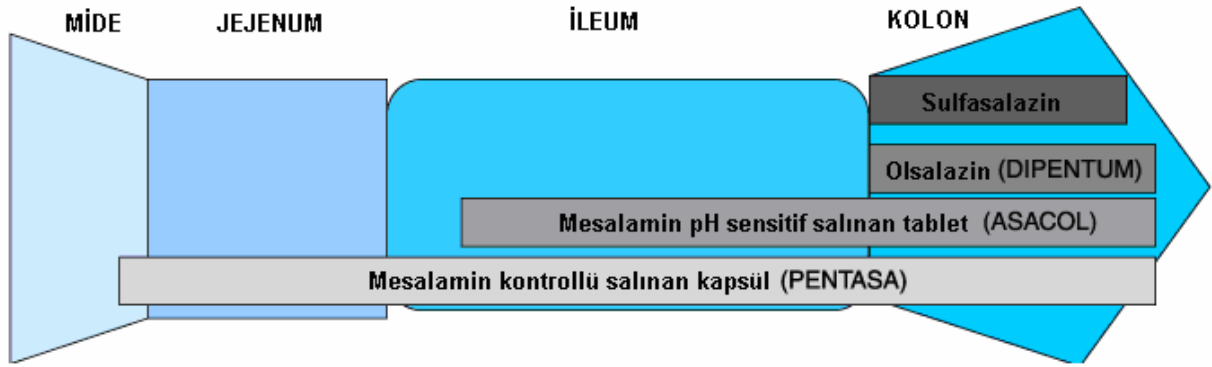 MİDE
JEJENUM
İLEUM
KOLON
Sulfasalazin
Olsalazin (DIPENTUM)
Mesalamin pH sensitif salınan tablet (ASACOL)
Mesalamin kontrollü salınan kapsül (PENTASA)